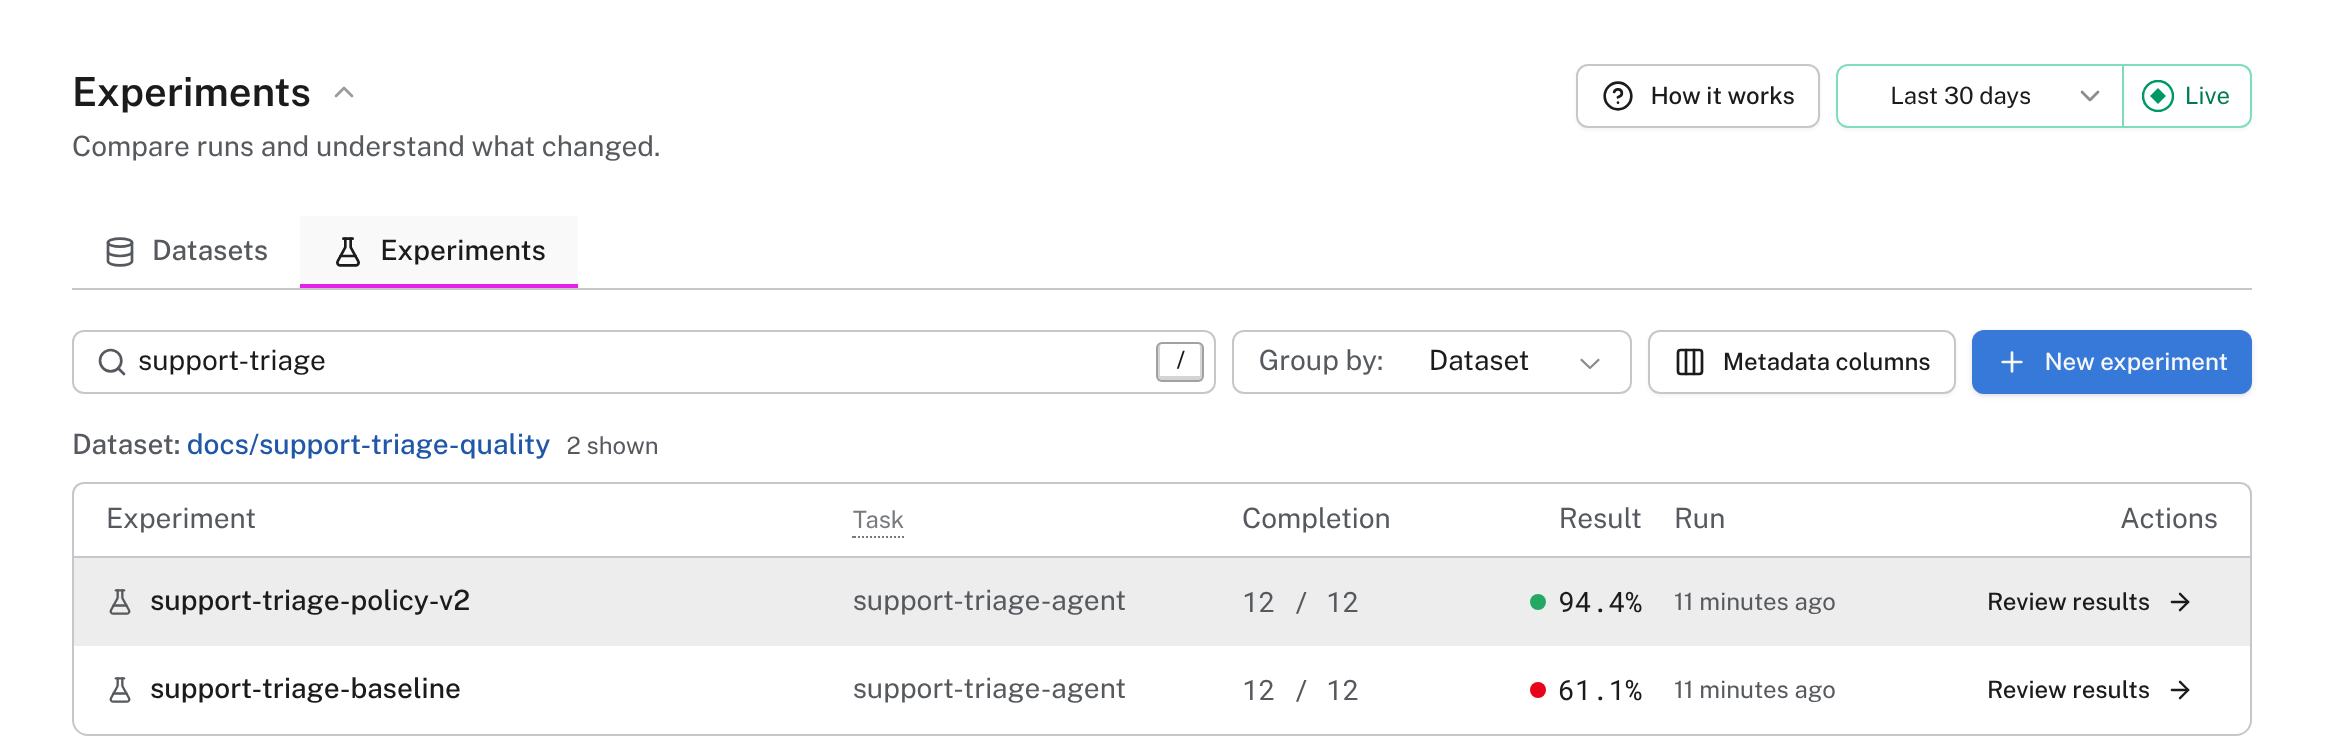 Experiments
How it works
Last 30 days
Live
Compare runs and understand what changed.
Datasets
Experiments
support-triage
/
Group by: Dataset
Metadata columns
New experiment
Dataset: docs/support-triage-quality 2 shown
Experiment Task Completion Result Run Actions
support-triage-policy-v2 support-triage-agent 12 / 12 94.4% 11 minutes ago Review results →
support-triage-baseline support-triage-agent 12 / 12 61.1% 11 minutes ago Review results →